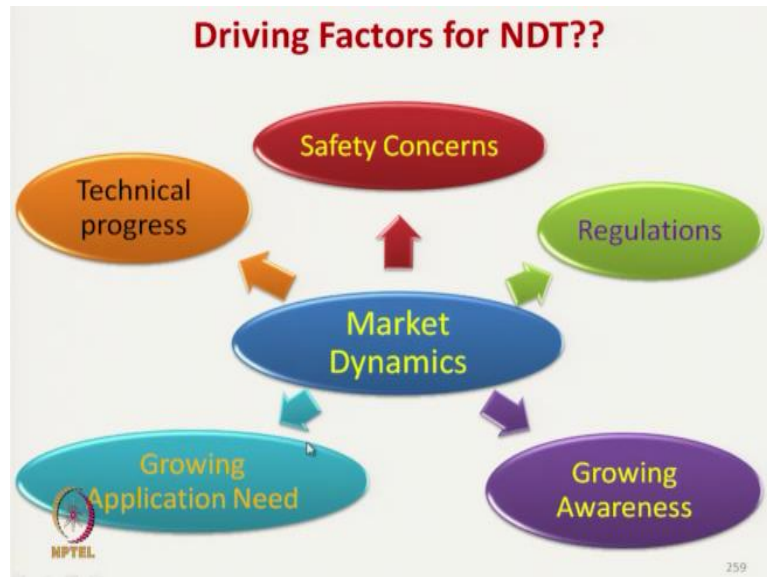 Driving Factors for NDT??
Safety Concerns
Technical
progress
Regulations
Market
Dynamics
Growing
Application Need
Growing
Awareness
NPTEL
259